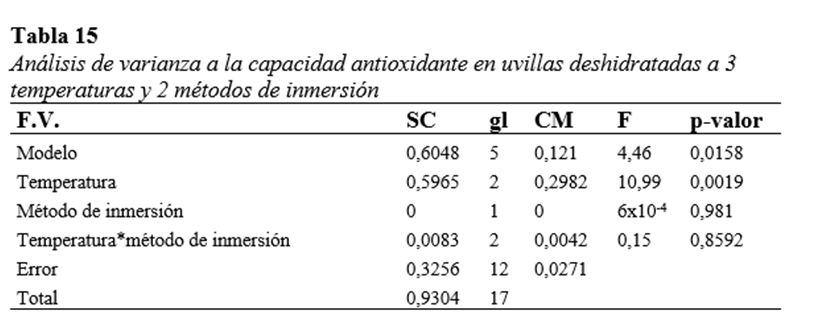 Tabla 15
Análisis de varianza a la capacidad antioxidante en uvillas deshidratadas a 3
temperaturas y 2 métodos de inmersión
F.V. SC gl CM F p-valor
Modelo 0,6048 5 0,121 4,46 0,0158
Temperatura 0,5965 2 0,2982 10,99 0,0019
Método de inmersión 0 1 0 6x10⁻⁴ 0,981
Temperatura*método de inmersión 0,0083 2 0,0042 0,15 0,8592
Error 0,3256 12 0,0271
Total 0,9304 17